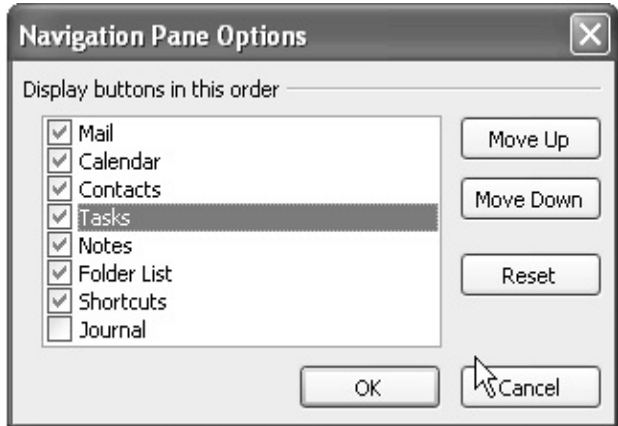 Navigation Pane Options
Display buttons in this order
Mail
Calendar
Contacts
Tasks
Notes
Folder List
Shortcuts
Journal
Move Up
Move Down
Reset
OK
Cancel